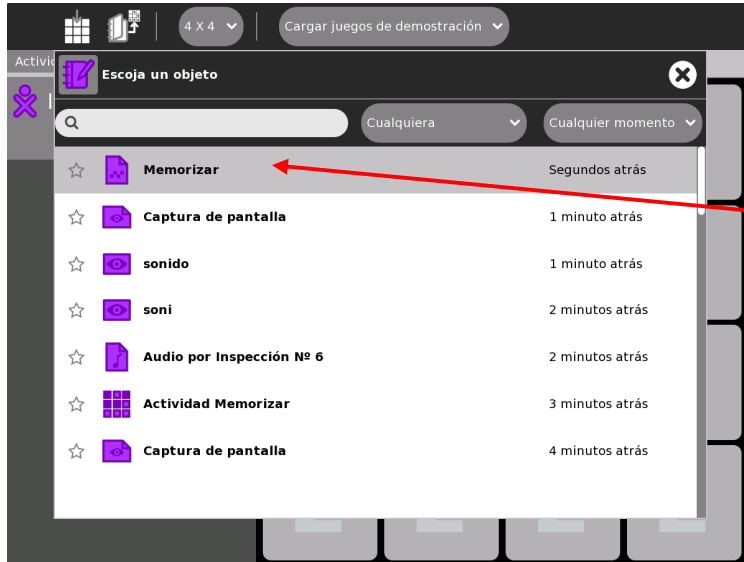 4 X 4
Cargar juegos de demostración
Escoja un objeto
Cualquiera
Cualquier momento
Memorizar Segundos atrás
Captura de pantalla 1 minuto atrás
sonido 1 minuto atrás
soni 2 minutos atrás
Audio por Inspección Nº 6 2 minutos atrás
Actividad Memorizar 3 minutos atrás
Captura de pantalla 4 minutos atrás